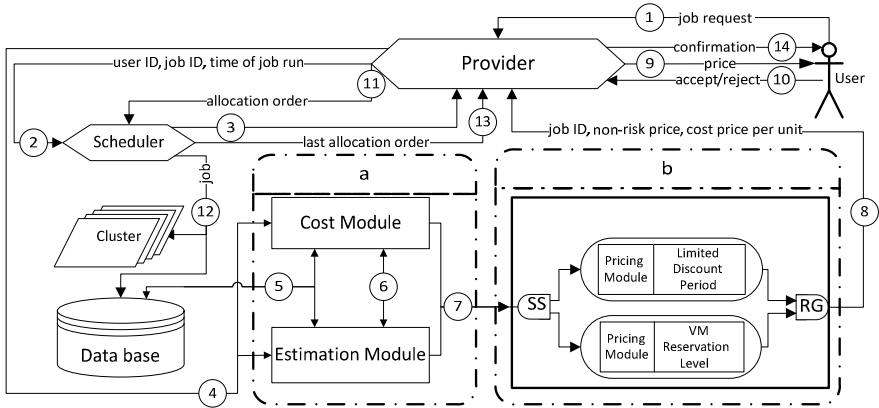 1
job request
confirmation
14
Provider
9
price
user ID, job ID, time of job run
11
accept/reject
10
User
allocation order
2
Scheduler
3
13
last allocation order
job ID, non-risk price, cost price per unit
job
a
b
12
Cluster
Cost Module
8
Pricing Module
Limited Discount Period
5
6
7
SS
RG
Data base
Estimation Module
Pricing Module
VM Reservation Level
4